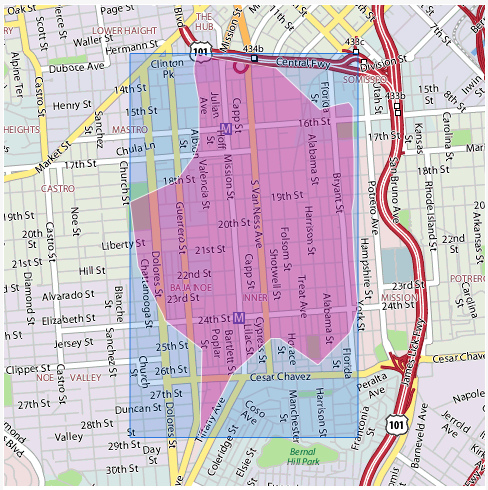 Oak St
Page St
Pierce St
Scott St
Waller St
LOWER HAIGHT
Hermann St
THE HUB
Mission St
101
434b
433c
Central Fwy
Division St
SOMISSPO
Duboce Ave
Clinton Pk
Alpine Ter
Castro St
14th St
Henry St
15th St
Sanchez St
HEIGHTS
MASTRO
Market St
Chula Ln
17th St
CASTRO
Church St
18th St
Julian Ave
Capp St
Hoff St
Mission St
Valencia St
Florida St
16th St
Alabama St
Bryant St
Utah St
433b
15th St
8th St
Irwin
17th St
Kansas St
Carolina St
Mar
19th St
20th St
Noe St
Castro St
Liberty St
Guerrero St
S Van Ness Ave
19th St
Harrison St
20th St
Folsom St
21st St
Potrero Ave
San Bruno Ave
Rhode Island St
22nd St
Arkansas St
21st St
Hill St
Diamond St
Dolores St
Chattanooga St
22nd St
Capp St
Shotwell St
Treat Ave
Hampshire St
23rd St
POTRERO
Alvarado St
Blanche St
BAJA NOE
23rd St
INNER
MISSION
24th St
Carolina St
Elizabeth St
24th St
Alabama St
York St
Jersey St
Sanchez St
25th St
Lilac St
Poplar St
Bartlett St
Cypress St
Horace St
Florida St
James Lick Fwy
Cesar Chavez
Clipper St
26th St
Church St
NOE VALLEY
Castro St
27th St
27th St
Cesar Chavez
Peralta Ave
Duncan St
Dolores St
Tiffany Ave
Coso Ave
Manchester St
Harrison St
Franconia St
101
Barneveld Ave
Napoleon
Jerrold Ave
28th St
Valley
29th St
Day St
30th St
Coleridge St
Elsie St
Bernal Hill Park